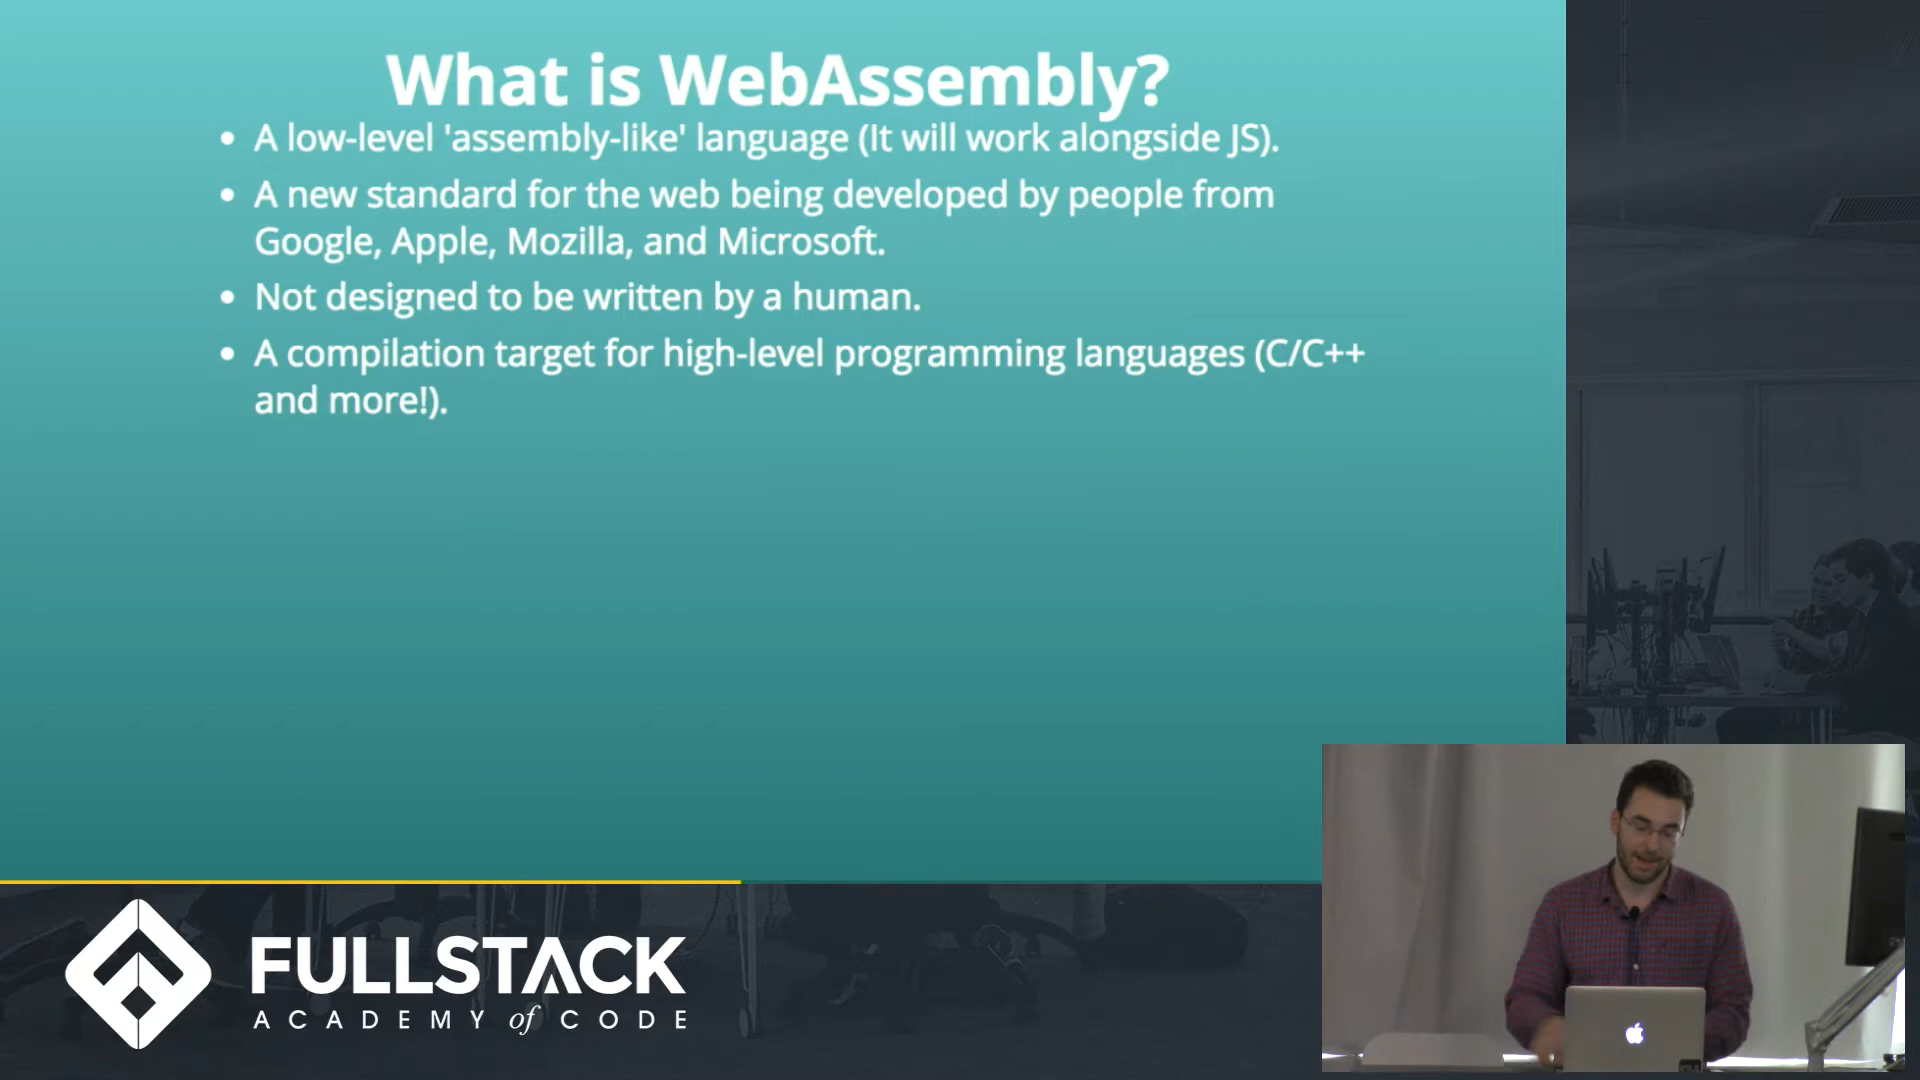 What is WebAssembly?
• A low-level 'assembly-like' language (It will work alongside JS).
• A new standard for the web being developed by people from
Google, Apple, Mozilla, and Microsoft.
• Not designed to be written by a human.
• A compilation target for high-level programming languages (C/C++
and more!).
FULLSTACK
ACADEMY of CODE